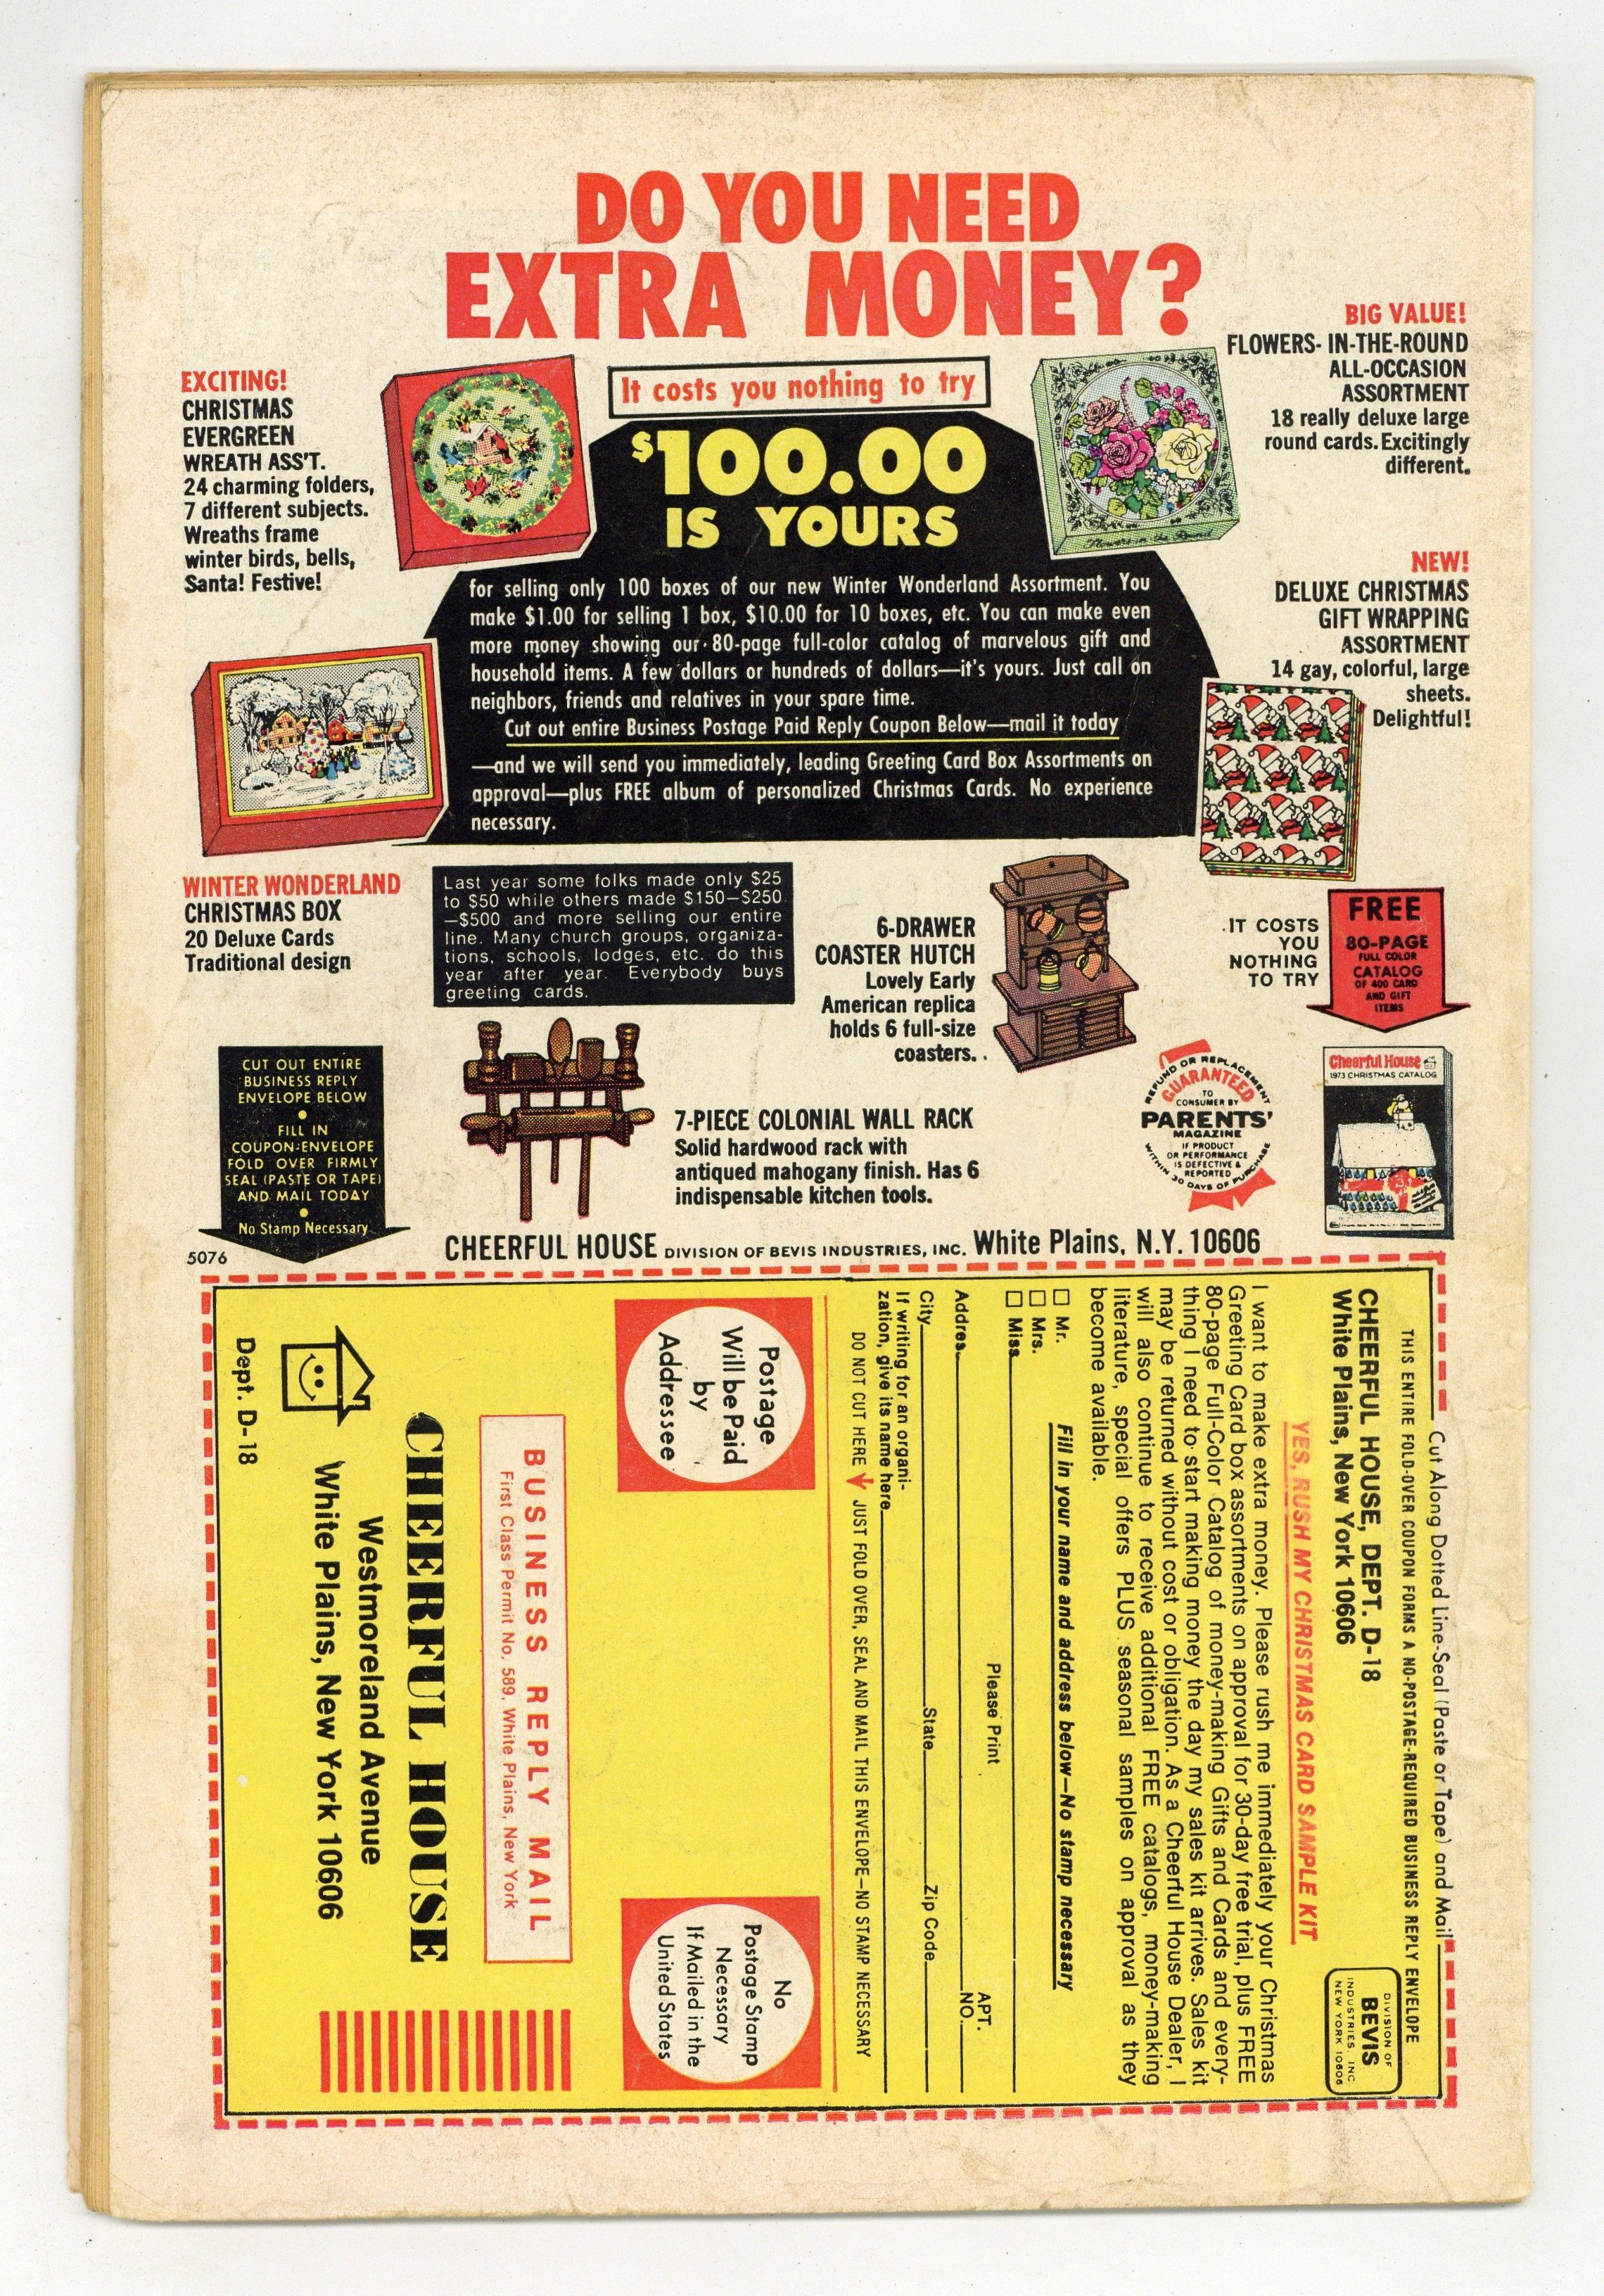 DO YOU NEED
EXTRA MONEY?
It costs you nothing to try
$100.00
IS YOURS
EXCITING!
CHRISTMAS
EVERGREEN
WREATH ASS'T.
24 charming folders,
7 different subjects.
Wreaths frame
winter birds, bells,
Santa! Festive!
BIG VALUE!
FLOWERS- IN-THE-ROUND
ALL-OCCASION
ASSORTMENT
18 really deluxe large
round cards. Excitingly
different.
Flowers in the Round
NEW!
DELUXE CHRISTMAS
GIFT WRAPPING
ASSORTMENT
14 gay, colorful, large
sheets.
Delightful!
for selling only 100 boxes of our new Winter Wonderland Assortment. You
make $1.00 for selling 1 box, $10.00 for 10 boxes, etc. You can make even
more money showing our 80-page full-color catalog of marvelous gift and
household items. A few dollars or hundreds of dollars—it's yours. Just call on
neighbors, friends and relatives in your spare time.
Cut out entire Business Postage Paid Reply Coupon Below—mail it today
—and we will send you immediately, leading Greeting Card Box Assortments on
approval—plus FREE album of personalized Christmas Cards. No experience
necessary.
WINTER WONDERLAND
CHRISTMAS BOX
20 Deluxe Cards
Traditional design
Last year some folks made only $25
to $50 while others made $150—$250
—$500 and more selling our entire
line. Many church groups, organiza-
tions, schools, lodges, etc. do this
year after year. Everybody buys
greeting cards.
6-DRAWER
COASTER HUTCH
Lovely Early
American replica
holds 6 full-size
coasters.
IT COSTS
YOU
NOTHING
TO TRY
FREE
80-PAGE
FULL COLOR
CATALOG
OF 400 CARD
AND GIFT
ITEMS
CUT OUT ENTIRE
BUSINESS REPLY
ENVELOPE BELOW
•
FILL IN
COUPON-ENVELOPE
FOLD OVER FIRMLY
SEAL (PASTE OR TAPE)
AND MAIL TODAY
•
No Stamp Necessary
7-PIECE COLONIAL WALL RACK
Solid hardwood rack with
antiqued mahogany finish. Has 6
indispensable kitchen tools.
REFUND OR REPLACEMENT
GUARANTEED
TO
CONSUMER BY
PARENTS'
MAGAZINE
IF PRODUCT
OR PERFORMANCE
IS DEFECTIVE &
REPORTED
WITHIN 30 DAYS OF PURCHASE
Cheerful House
1973 CHRISTMAS CATALOG
5076
CHEERFUL HOUSE DIVISION OF BEVIS INDUSTRIES, INC. White Plains, N.Y. 10606
Cut Along Dotted Line-Seal (Paste or Tape) and Mail
THIS ENTIRE FOLD-OVER COUPON FORMS A NO-POSTAGE-REQUIRED BUSINESS REPLY ENVELOPE
CHEERFUL HOUSE, DEPT. D-18
White Plains, New York 10606
DIVISION OF
BEVIS
INDUSTRIES, INC
NEW YORK 10606
YES, RUSH MY CHRISTMAS CARD SAMPLE KIT
I want to make extra money. Please rush me immediately your Christmas
Greeting Card box assortments on approval for 30-day free trial, plus FREE
80-page Full-Color Catalog of money-making Gifts and Cards and every-
thing I need to start making money the day my sales kit arrives. Sales kit
may be returned without cost or obligation. As a Cheerful House Dealer, I
will also continue to receive additional FREE catalogs, money-making
literature, special offers PLUS seasonal samples on approval as they
become available.
Fill in your name and address below—No stamp necessary
Mr.
Mrs.
Miss
Please Print
Address
APT.
NO.
City State Zip Code
If writing for an organi-
zation, give its name here
DO NOT CUT HERE JUST FOLD OVER, SEAL AND MAIL THIS ENVELOPE—NO STAMP NECESSARY
Postage
Will be Paid
by
Addressee
No
Postage Stamp
Necessary
If Mailed in the
United States
BUSINESS REPLY MAIL
First Class Permit No. 589, White Plains, New York
CHEERFUL HOUSE
Westmoreland Avenue
White Plains, New York 10606
Dept. D-18